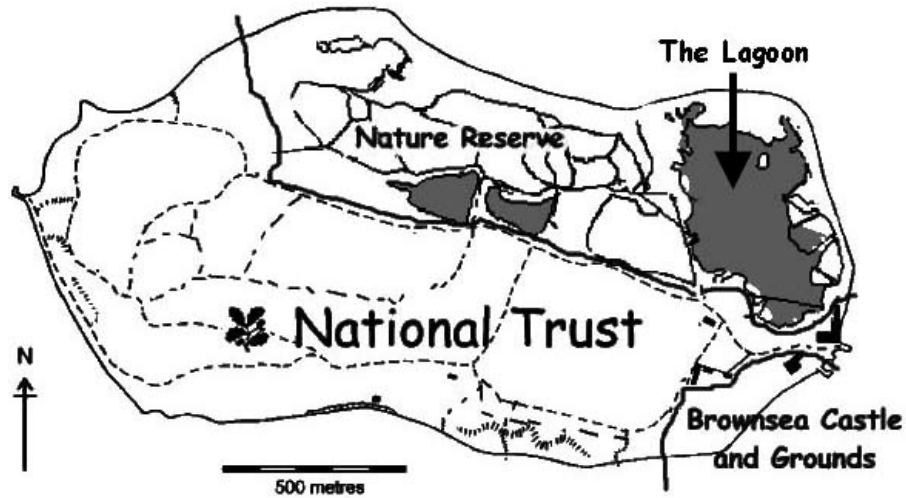 The Lagoon
Nature Reserve
National Trust
N
Brownsea Castle
and Grounds
500 metres